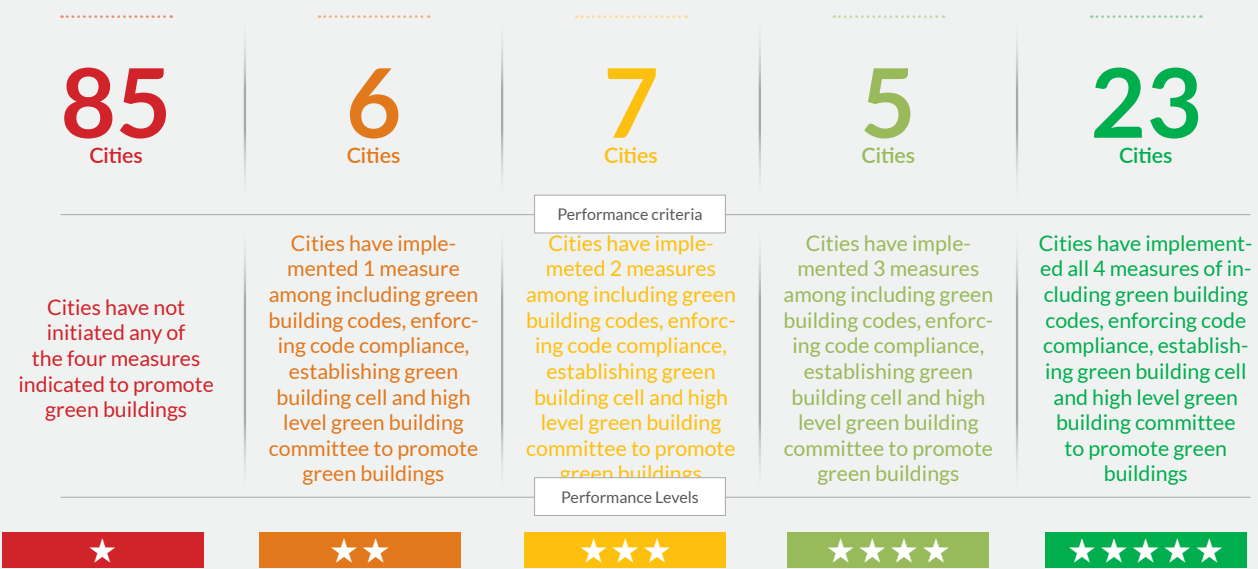 85
Cities
6
Cities
7
Cities
5
Cities
23
Cities
Performance criteria
Cities have not
initiated any of
the four measures
indicated to promote
green buildings
Cities have imple-
mented 1 measure
among including green
building codes, enforc-
ing code compliance,
establishing green
building cell and high
level green building
committee to promote
green buildings
Cities have imple-
meted 2 measures
among including green
building codes, enforc-
ing code compliance,
establishing green
building cell and high
level green building
committee to promote
green buildings
Cities have imple-
mented 3 measures
among including green
building codes, enforc-
ing code compliance,
establishing green
building cell and high
level green building
committee to promote
green buildings
Cities have implement-
ed all 4 measures of in-
cluding green building
codes, enforcing code
compliance, establish-
ing green building cell
and high level green
building committee
to promote green
buildings
Performance Levels